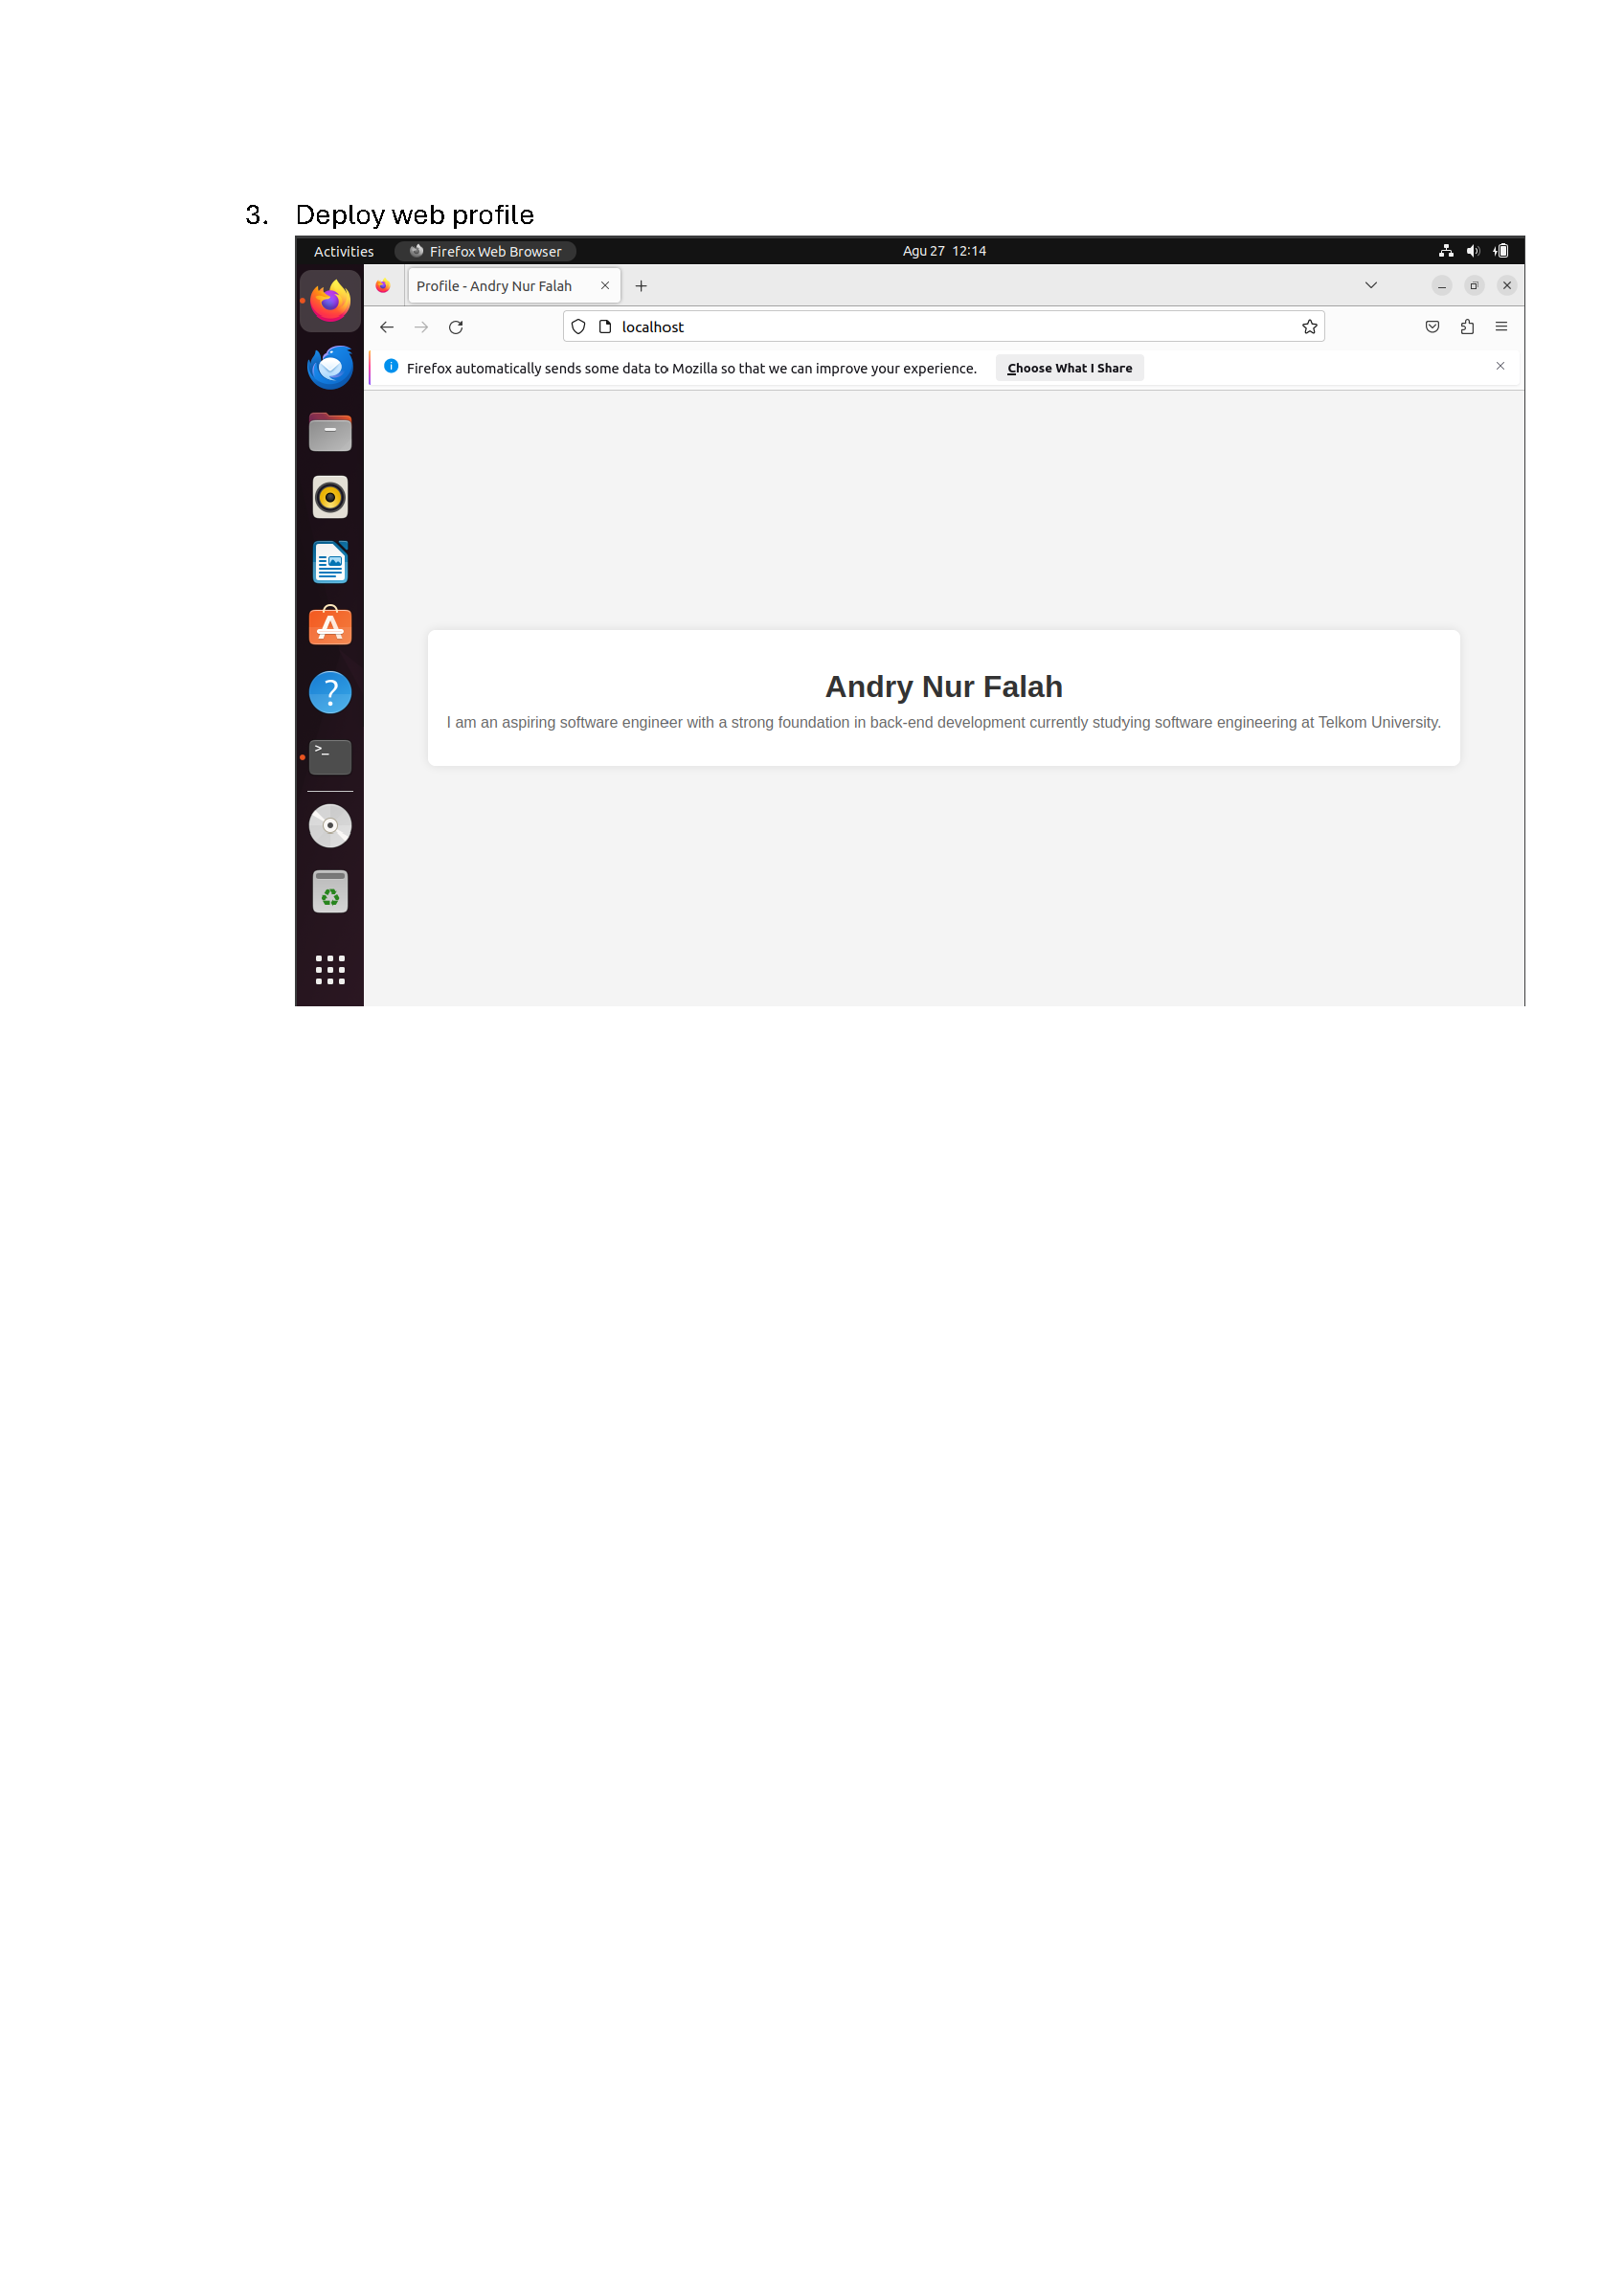 3. Deploy web profile
Activities Firefox Web Browser Agu 27 12:14
Profile - Andry Nur Falah
localhost
Firefox automatically sends some data to Mozilla so that we can improve your experience. Choose What I Share
Andry Nur Falah
I am an aspiring software engineer with a strong foundation in back-end development currently studying software engineering at Telkom University.